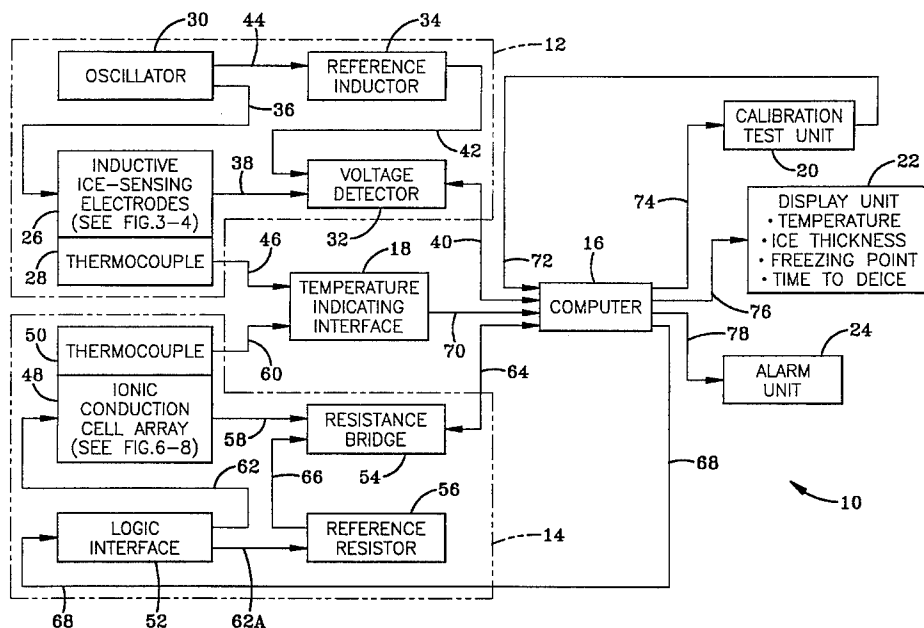 30
44
34
12
OSCILLATOR
REFERENCE
INDUCTOR
36
42
CALIBRATION
TEST UNIT
20
22
INDUCTIVE
ICE-SENSING
ELECTRODES
(SEE FIG.3-4)
38
VOLTAGE
DETECTOR
74
DISPLAY UNIT
• TEMPERATURE
• ICE THICKNESS
• FREEZING POINT
• TIME TO DEICE
26
32
46
40
16
28
THERMOCOUPLE
18
72
TEMPERATURE
INDICATING
INTERFACE
COMPUTER
76
50
THERMOCOUPLE
60
70
78
24
48
64
ALARM
UNIT
IONIC
CONDUCTION
CELL ARRAY
(SEE FIG.6-8)
58
RESISTANCE
BRIDGE
62
66
54
68
56
10
LOGIC
INTERFACE
REFERENCE
RESISTOR
14
68
52
62A